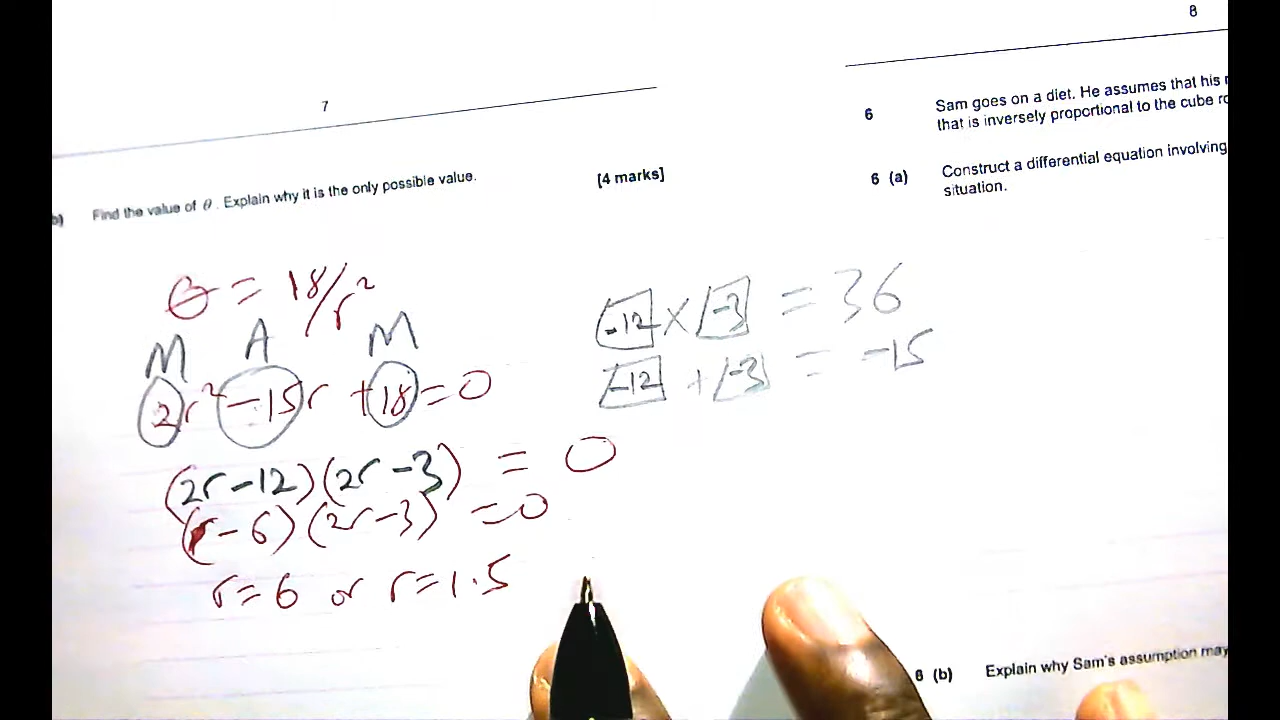 7
b) Find the value of θ. Explain why it is the only possible value. [4 marks]
θ = 18/r²
M A M
2r² -15r +18 = 0
(2r-12)(2r-3) = 0
(r-6)(2r-3) = 0
r=6 or r=1.5
-12 × -3 = 36
-12 + -3 = -15
8
6 Sam goes on a diet. He assumes that his
that is inversely proportional to the cube
6 (a) Construct a differential equation involving
situation.
6 (b) Explain why Sam's assumption may